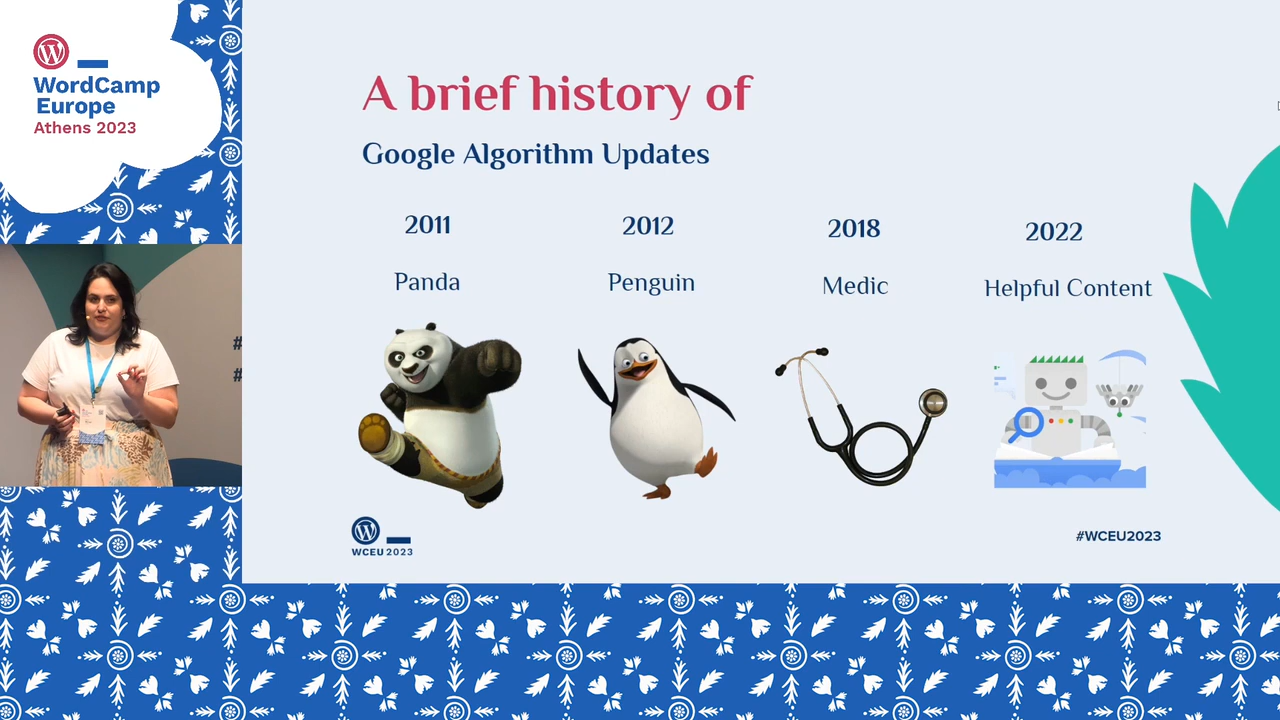 WordCamp
Europe
Athens 2023
A brief history of
Google Algorithm Updates
2011
2012
2018
2022
Panda
Penguin
Medic
Helpful Content
WCEU 2023
#WCEU2023
#
#